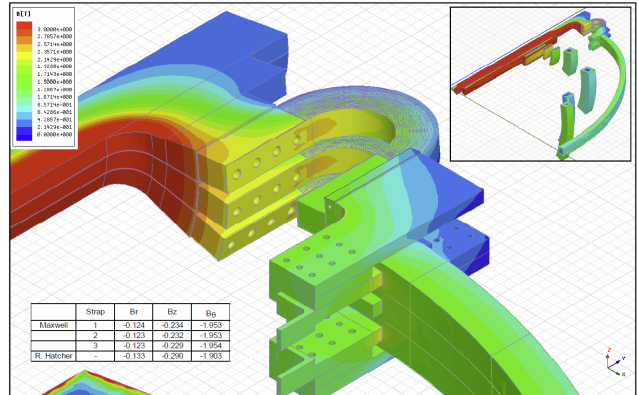 B[T]
3.0000e+000
2.7857e+000
2.5714e+000
2.3571e+000
2.1429e+000
1.9286e+000
1.7143e+000
1.5000e+000
1.2857e+000
1.0714e+000
8.5714e-001
6.4286e-001
4.2857e-001
2.1429e-001
0.0000e+000
Strap Br Bz Bθ
Maxwell 1 -0.124 -0.234 -1.953
2 -0.123 -0.232 -1.953
3 -0.123 -0.229 -1.954
R. Hatcher - -0.133 -0.290 -1.903
Z
Y
X